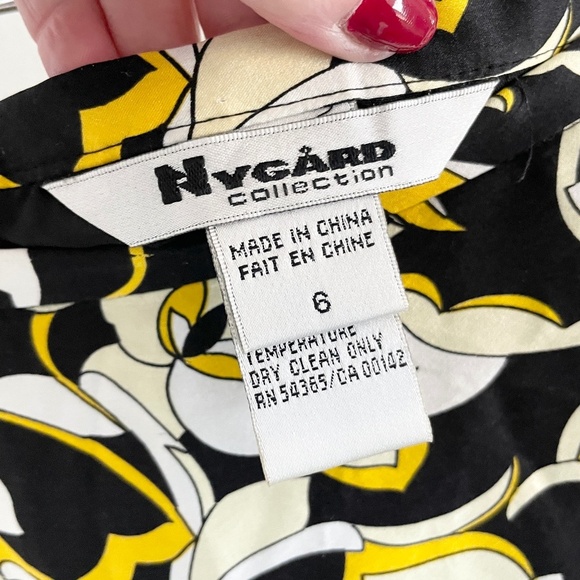 NYGÅRD
Collection
MADE IN CHINA
FAIT EN CHINE
6
TEMPERATURE
DRY CLEAN ONLY
RN 54365/CA 00142